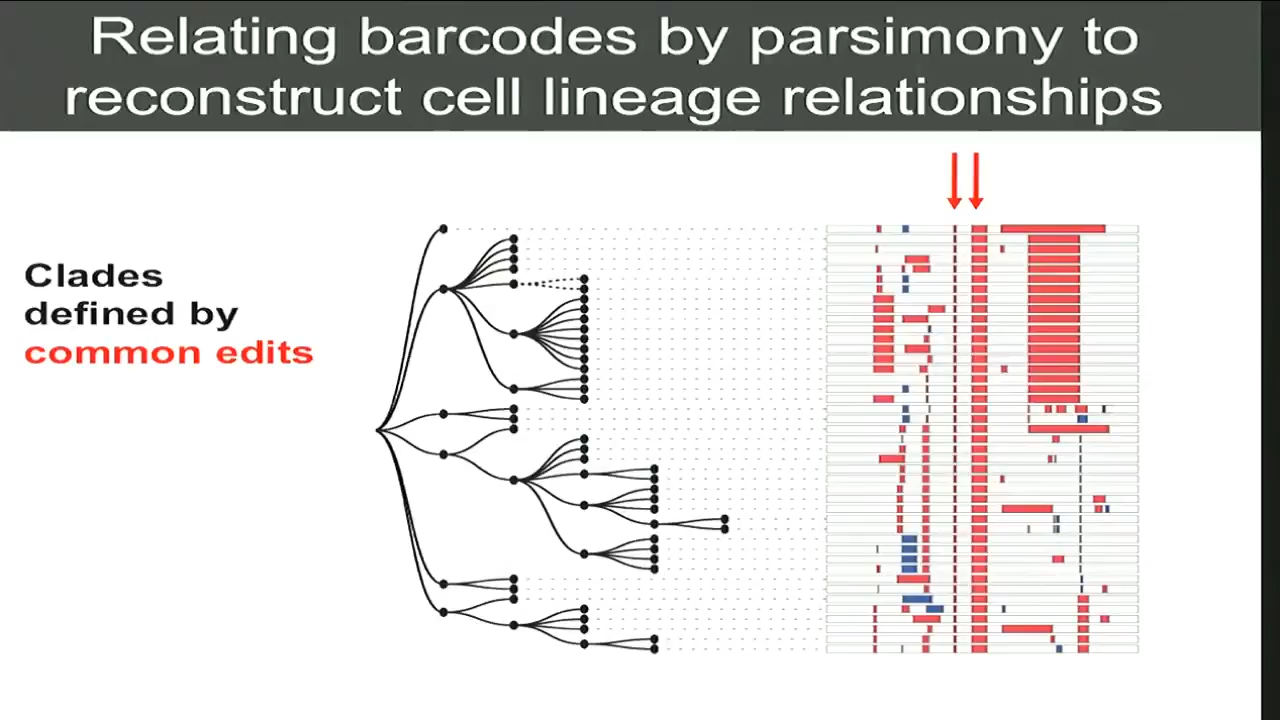 Relating barcodes by parsimony to
reconstruct cell lineage relationships
Clades
defined by
common edits